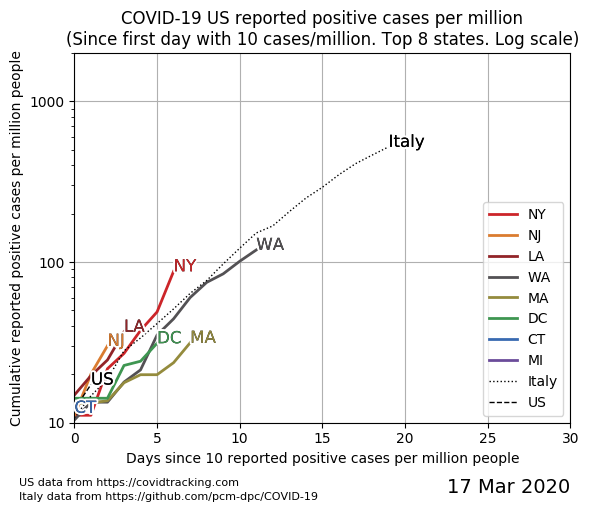 COVID-19 US reported positive cases per million
(Since first day with 10 cases/million. Top 8 states. Log scale)
Cumulative reported positive cases per million people
1000
100
10
Italy
WA
NY
LA
NJ
DC
MA
US
CT
NY
NJ
LA
WA
MA
DC
CT
MI
Italy
US
0 5 10 15 20 25 30
Days since 10 reported positive cases per million people
US data from https://covidtracking.com
Italy data from https://github.com/pcm-dpc/COVID-19
17 Mar 2020